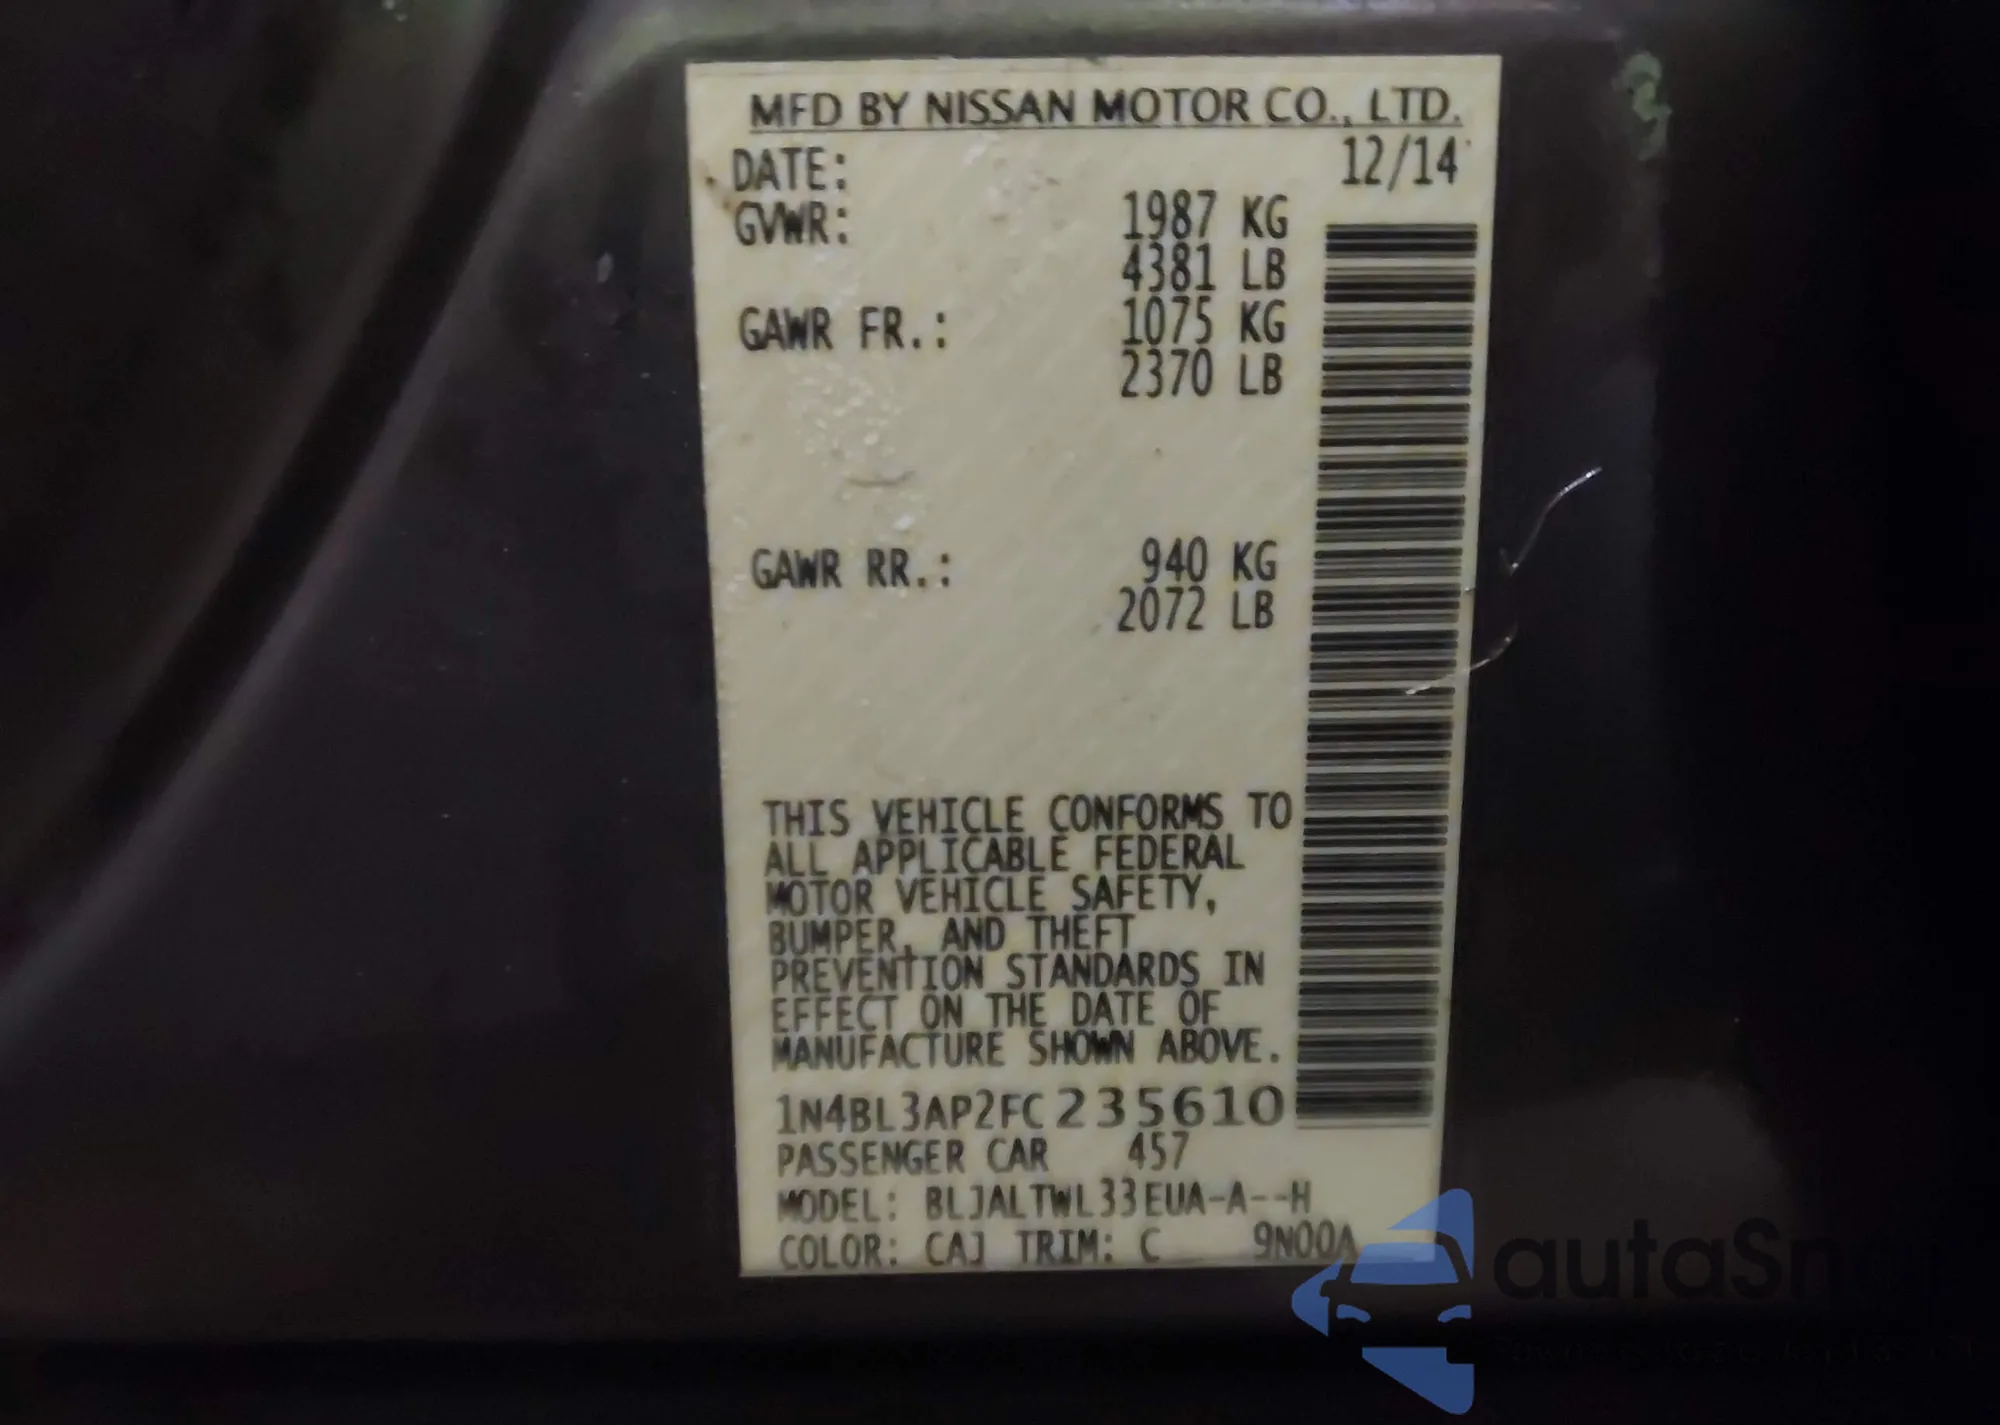 MFD BY NISSAN MOTOR CO., LTD.
DATE: 12/14
GVWR: 1987 KG
4381 LB
GAWR FR.: 1075 KG
2370 LB
GAWR RR.: 940 KG
2072 LB
THIS VEHICLE CONFORMS TO
ALL APPLICABLE FEDERAL
MOTOR VEHICLE SAFETY,
BUMPER, AND THEFT
PREVENTION STANDARDS IN
EFFECT ON THE DATE OF
MANUFACTURE SHOWN ABOVE.
1N4BL3AP2FC235610
PASSENGER CAR 457
MODEL: BLJALTWL33EUA-A--H
COLOR: CAJ TRIM: C 9N00A